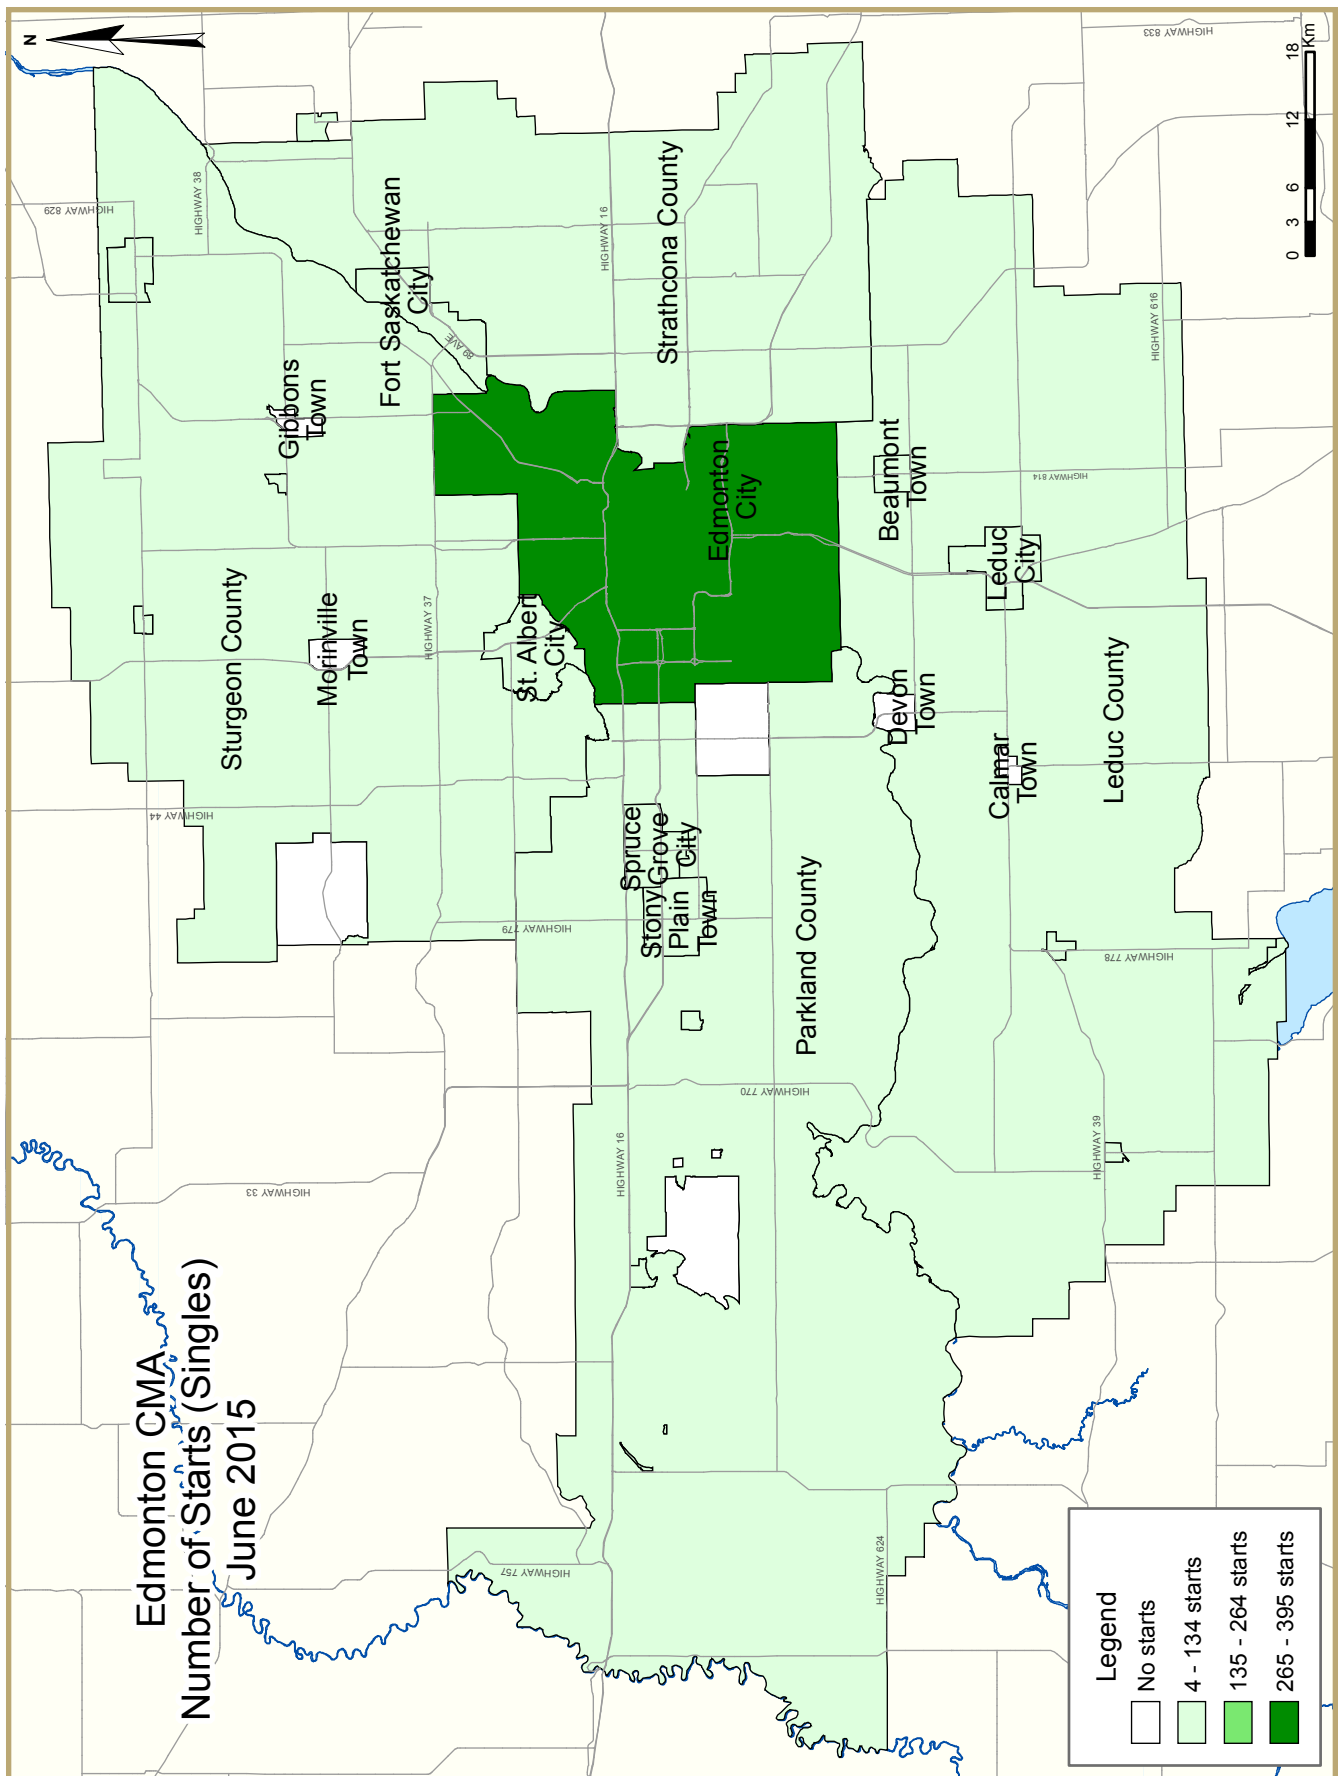 Edmonton CMA
Number of Starts (Singles)
June 2015
N
HIGHWAY 757
HIGHWAY 33
HIGHWAY 16
HIGHWAY 770
HIGHWAY 779
HIGHWAY 44
HIGHWAY 37
HIGHWAY 38
HIGHWAY 829
HIGHWAY 16
HIGHWAY 833
89 AVE
HIGHWAY 624
HIGHWAY 39
HIGHWAY 778
HIGHWAY 814
HIGHWAY 616
Sturgeon County
Morinville
Town
Gibbons
Town
Fort Saskatchewan
City
St. Albert
City
Strathcona County
Edmonton
City
Spruce
Grove
City
Stony
Plain
Town
Parkland County
Beaumont
Town
Leduc
City
Devon
Town
Calmar
Town
Leduc County
Legend
No starts
4 - 134 starts
135 - 264 starts
265 - 395 starts
0 3 6 12 18
Km